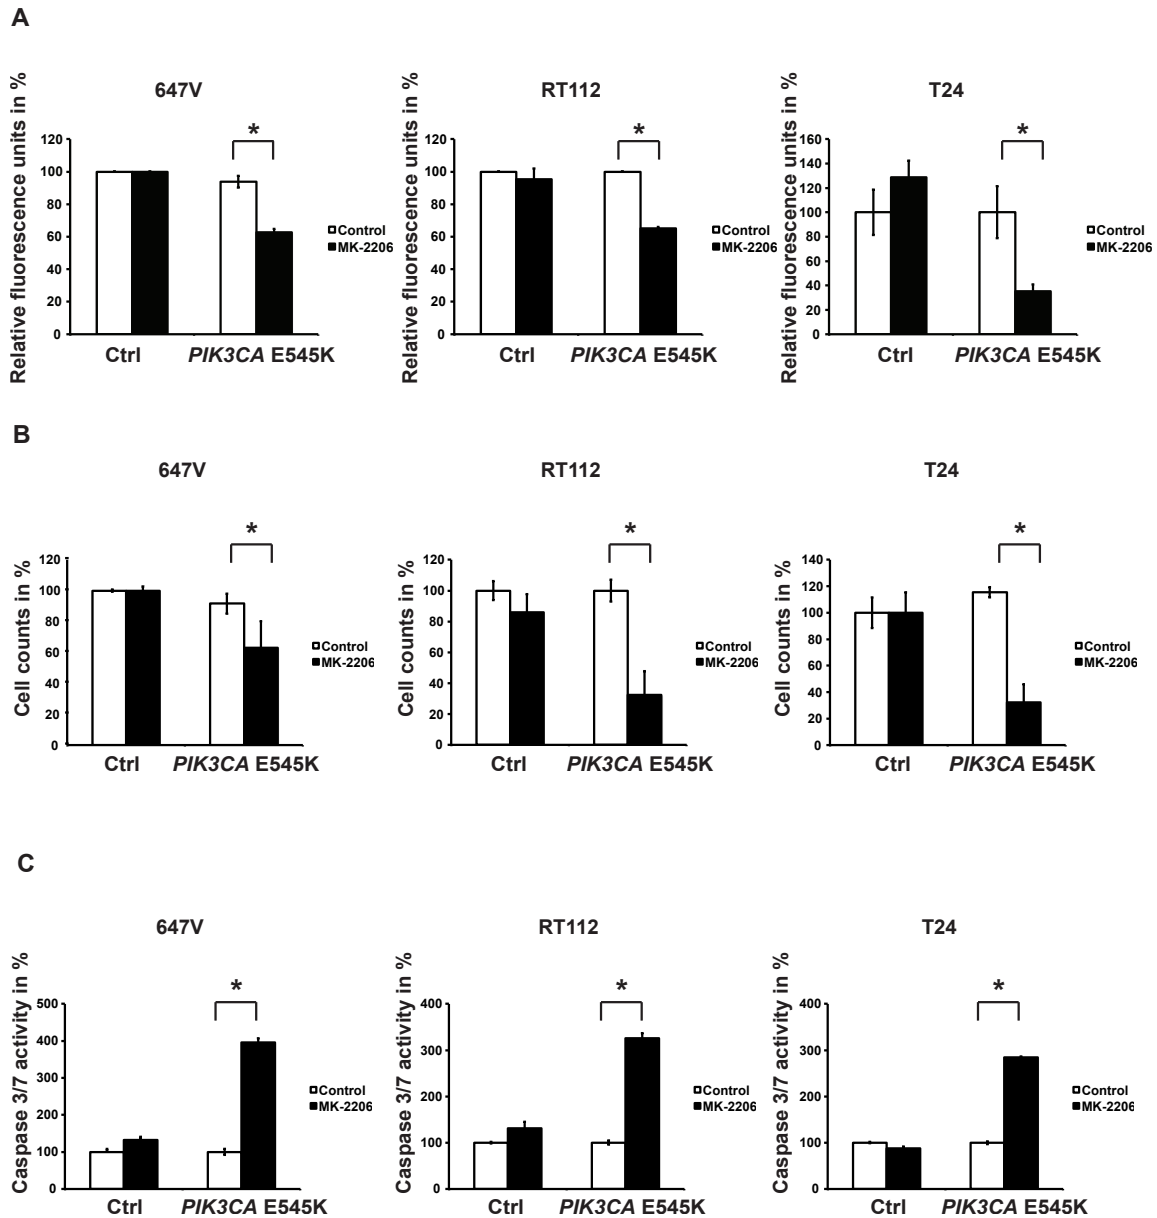 A
647V
Relative fluorescence units in %
120
100
80
60
40
20
0
*
Control
MK-2206
Ctrl
PIK3CA E545K
RT112
Relative fluorescence units in %
120
100
80
60
40
20
0
*
Control
MK-2206
Ctrl
PIK3CA E545K
T24
Relative fluorescence units in %
160
140
120
100
80
60
40
20
0
*
Control
MK-2206
Ctrl
PIK3CA E545K
B
647V
Cell counts in %
120
100
80
60
40
20
0
*
Control
MK-2206
Ctrl
PIK3CA E545K
RT112
Cell counts in %
120
100
80
60
40
20
0
*
Control
MK-2206
Ctrl
PIK3CA E545K
T24
Cell counts in %
140
120
100
80
60
40
20
0
*
Control
MK-2206
Ctrl
PIK3CA E545K
C
647V
Caspase 3/7 activity in %
500
400
300
200
100
0
*
Control
MK-2206
Ctrl
PIK3CA E545K
RT112
Caspase 3/7 activity in %
400
300
200
100
0
*
Control
MK-2206
Ctrl
PIK3CA E545K
T24
Caspase 3/7 activity in %
400
300
200
100
0
*
Control
MK-2206
Ctrl
PIK3CA E545K